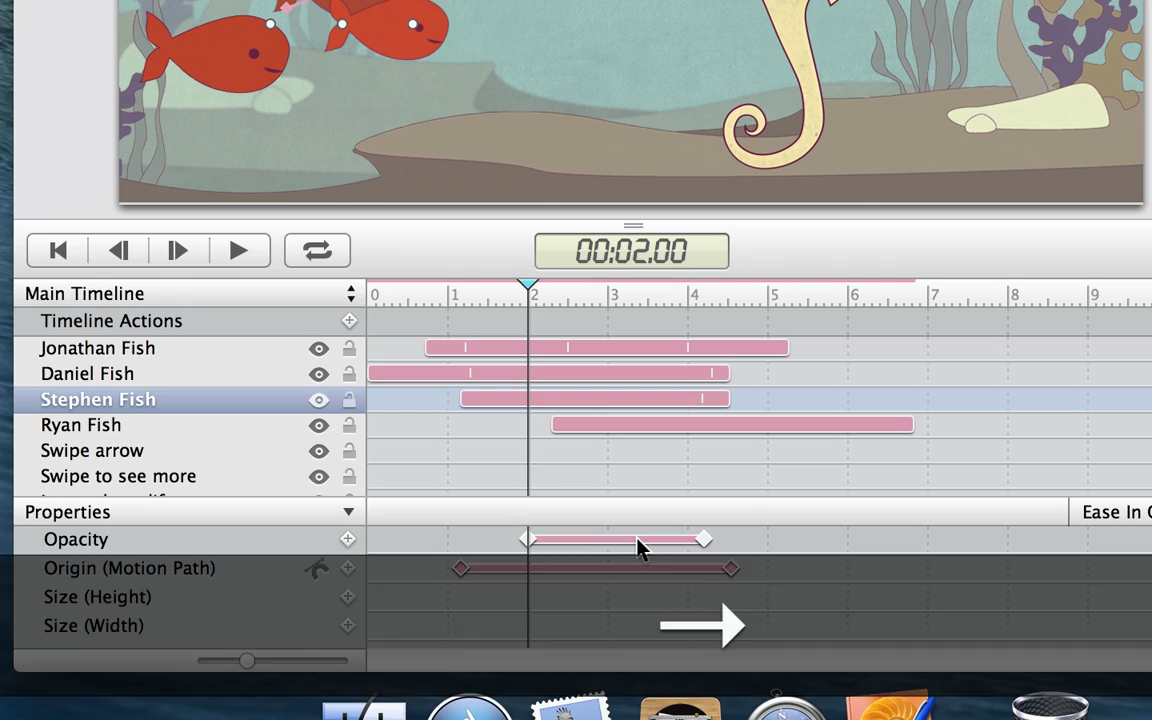 00:02.00
Main Timeline
0 1 2 3 4 5 6 7 8 9
Timeline Actions
Jonathan Fish
Daniel Fish
Stephen Fish
Ryan Fish
Swipe arrow
Swipe to see more
Properties
Ease In
Opacity
Origin (Motion Path)
Size (Height)
Size (Width)